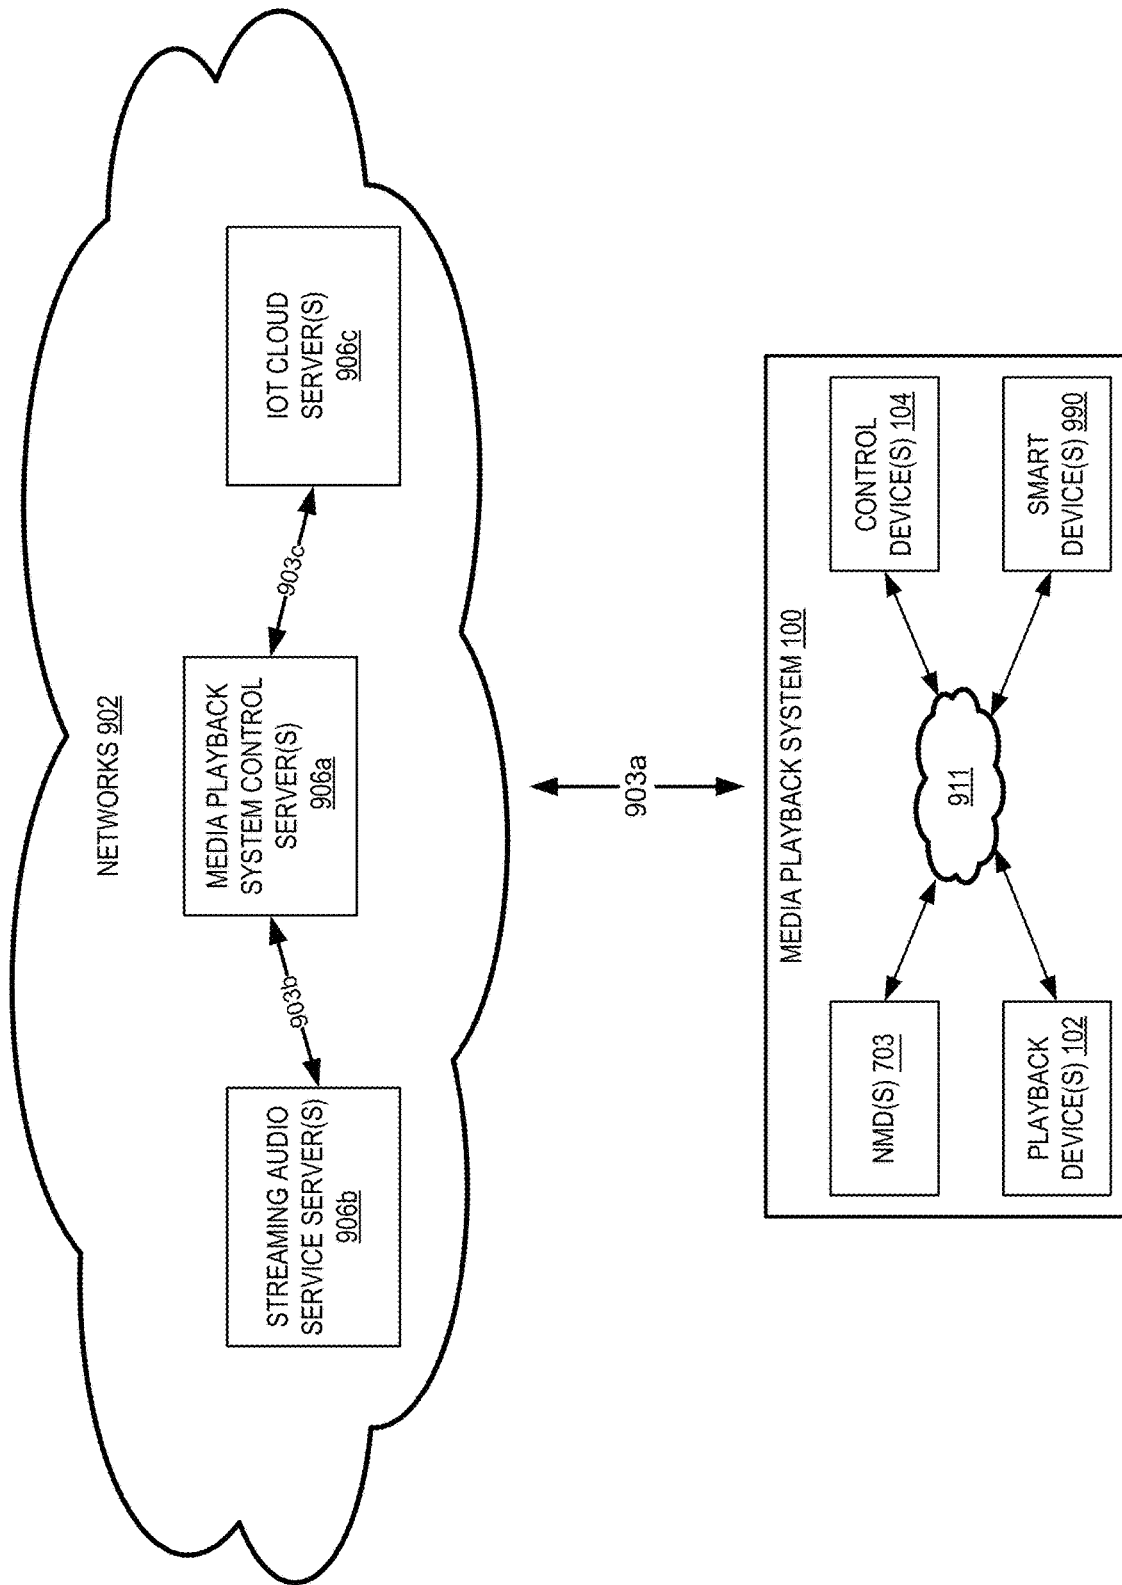 NETWORKS 902
STREAMING AUDIO
SERVICE SERVER(S)
906b
903b
MEDIA PLAYBACK
SYSTEM CONTROL
SERVER(S)
906a
903c
IOT CLOUD
SERVER(S)
906c
903a
MEDIA PLAYBACK SYSTEM 100
NMD(S) 703
CONTROL
DEVICE(S) 104
911
PLAYBACK
DEVICE(S) 102
SMART
DEVICE(S) 990